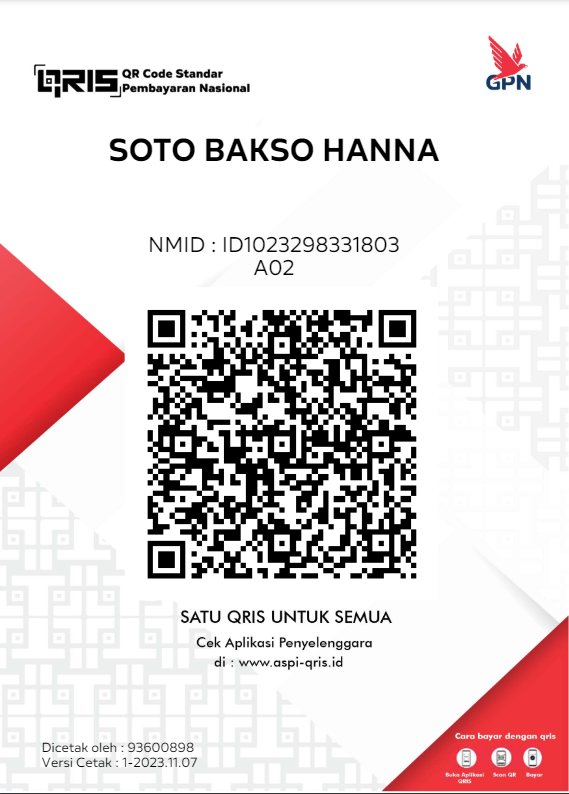 QRIS QR Code Standar
Pembayaran Nasional
GPN
SOTO BAKSO HANNA
NMID : ID1023298331803
A02
SATU QRIS UNTUK SEMUA
Cek Aplikasi Penyelenggara
di : www.aspi-qris.id
Dicetak oleh : 93600898
Versi Cetak : 1-2023.11.07
Cara bayar dengan qris
Buka Aplikasi
QRIS
Scan QR
Bayar